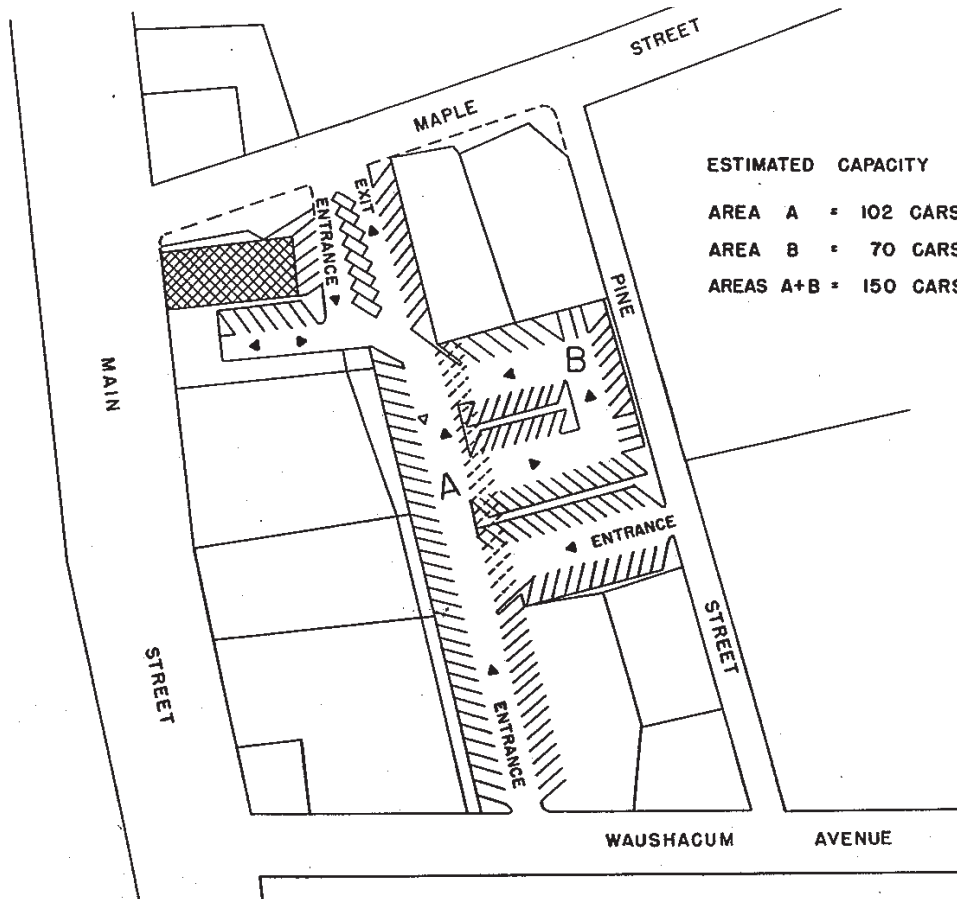 STREET
MAPLE
ESTIMATED CAPACITY
AREA A = 102 CARS
AREA B = 70 CARS
AREAS A+B = 150 CARS
EXIT
ENTRANCE
PINE
B
MAIN
A
ENTRANCE
STREET
STREET
ENTRANCE
WAUSHACUM AVENUE